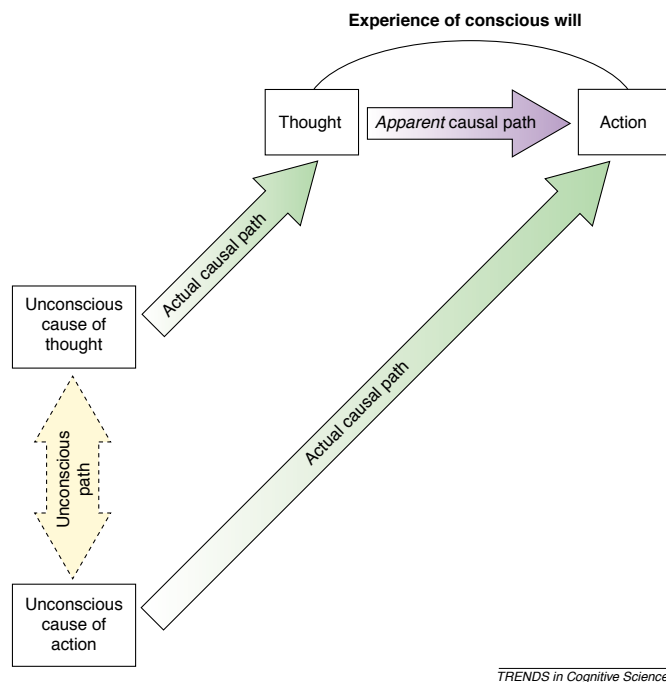 Experience of conscious will
Thought
Apparent causal path
Action
Actual causal path
Unconscious
cause of
thought
Actual causal path
Unconscious
path
Unconscious
cause of
action
TRENDS in Cognitive Sciences